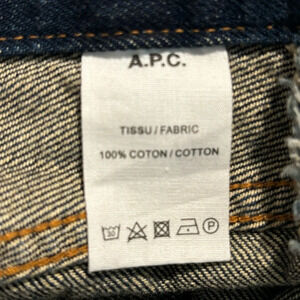 A.P.C.
TISSU / FABRIC
100% COTON / COTTON